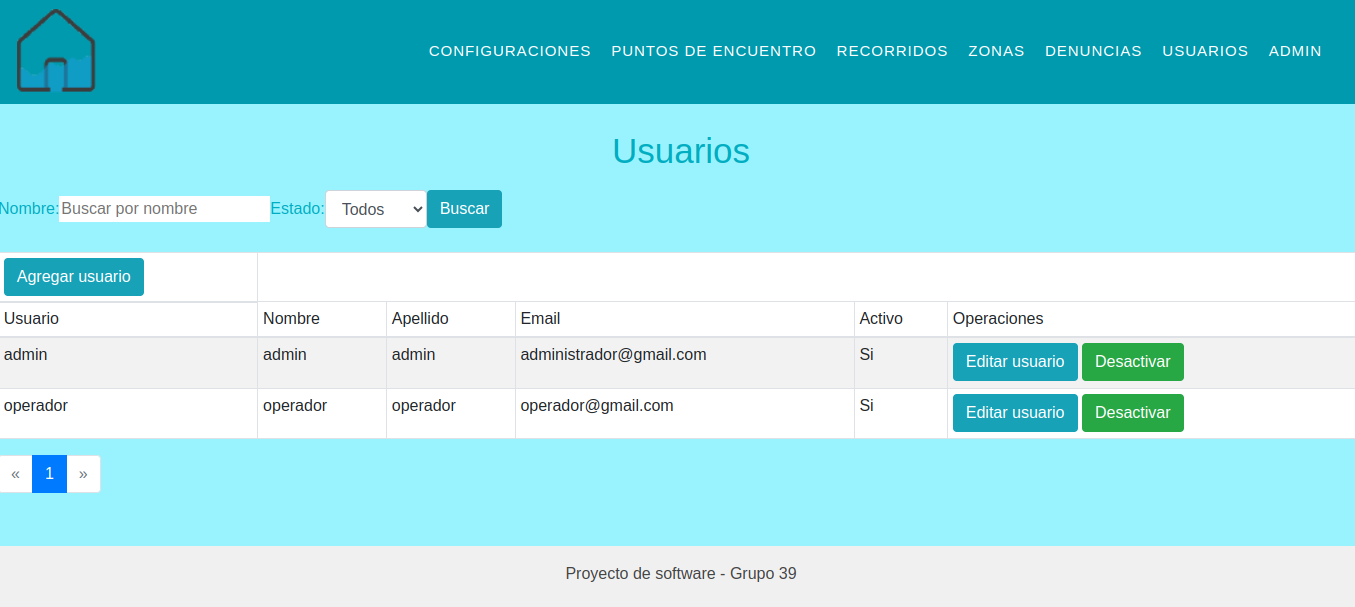 CONFIGURACIONES PUNTOS DE ENCUENTRO RECORRIDOS ZONAS DENUNCIAS USUARIOS ADMIN
Usuarios
Nombre: Buscar por nombre Estado: Todos Buscar
Agregar usuario
Usuario Nombre Apellido Email Activo Operaciones
admin admin admin administrador@gmail.com Si Editar usuario Desactivar
operador operador operador operador@gmail.com Si Editar usuario Desactivar
« 1 »
Proyecto de software - Grupo 39